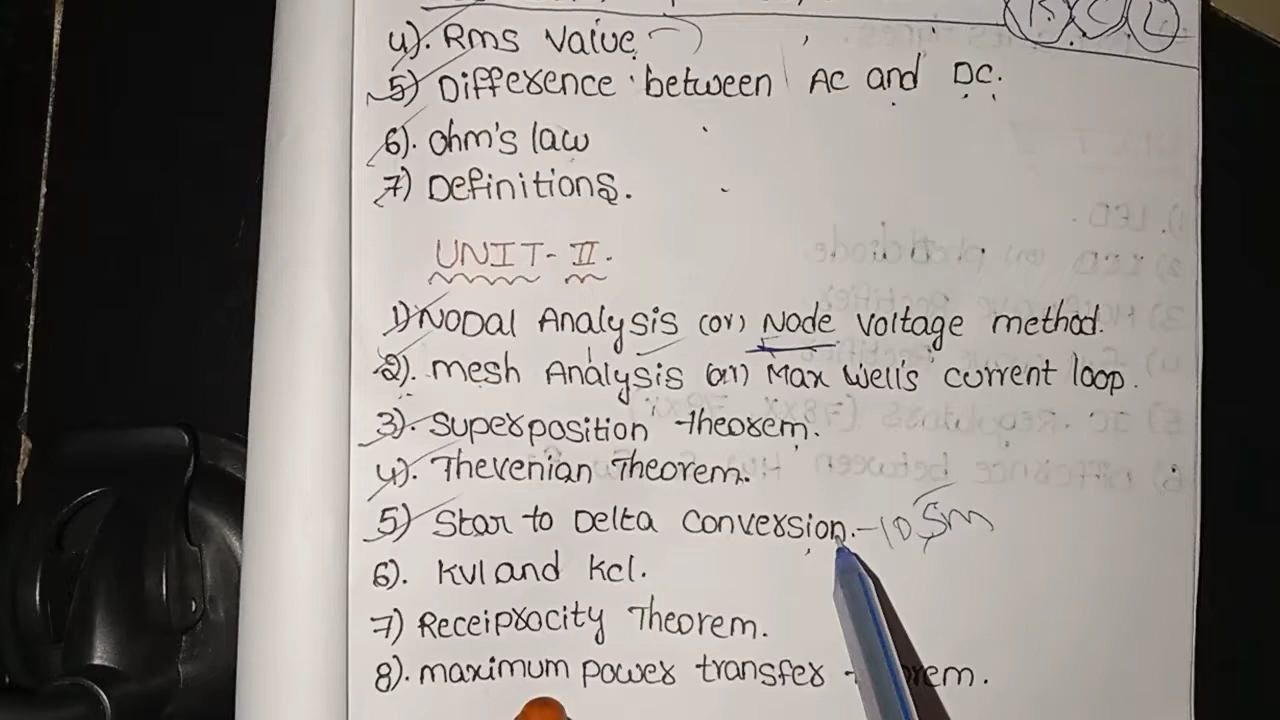 R C L
4). Rms Value
5) Difference between AC and DC.
6). ohm's law
7) Definitions.
UNIT- II.
1) Nodal Analysis (or) Node Voltage method.
2). mesh Analysis (or) Max Well's current loop.
3). Superposition theorem.
4). Thevenian Theorem.
5) Star to Delta Conversion.-10 5m
6). Kvl and Kcl.
7) Receiprocity Theorem.
8). maximum power transfer orem.